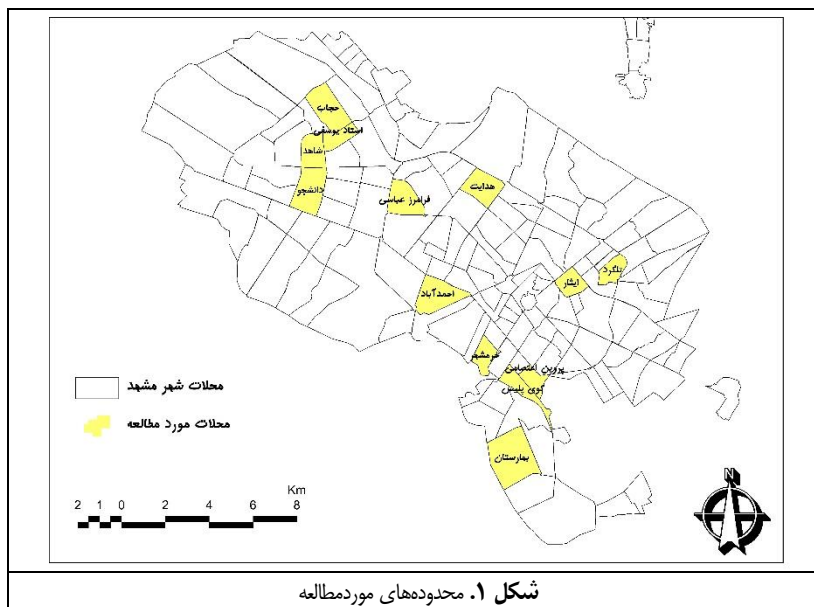 حجاب
استاد یوسفی
شاهد
دانشجو
فرامرز عباسی
هدایت
تلگرد
ایثار
احمدآباد
خرمشهر
پروین اعتصامی
کوی پلیس
بهارستان
محلات شهر مشهد
محلات مورد مطالعه
Km
2 1 0 2 4 6 8
N
شکل ۱. محدوده‌های موردمطالعه